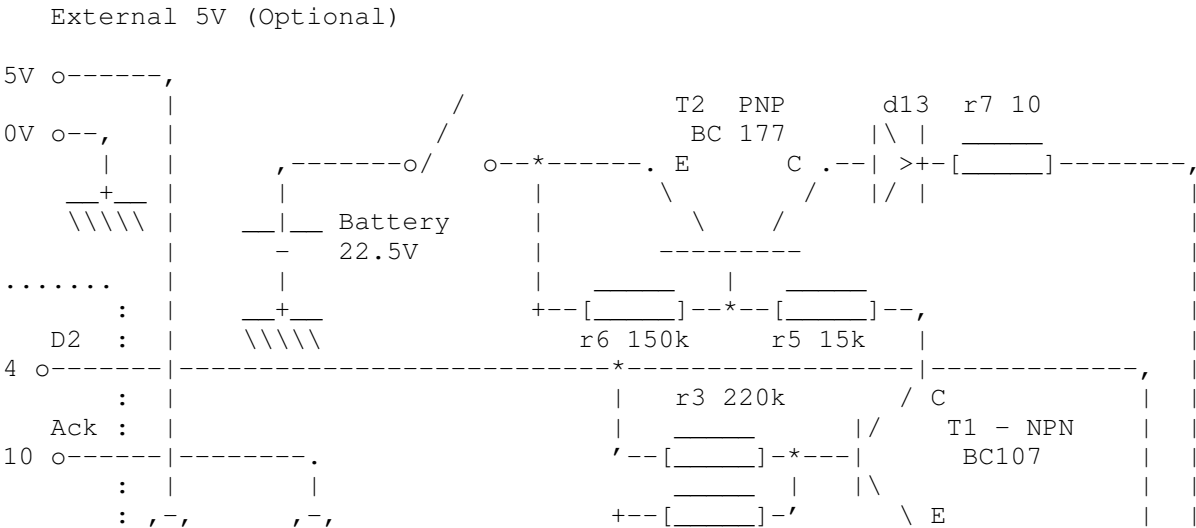 External 5V (Optional)
5V
T2 PNP d13 r7 10
0V BC 177
E C
Battery
22.5V
D2 r6 150k r5 15k
4
r3 220k C
Ack T1 - NPN
10 BC107
E